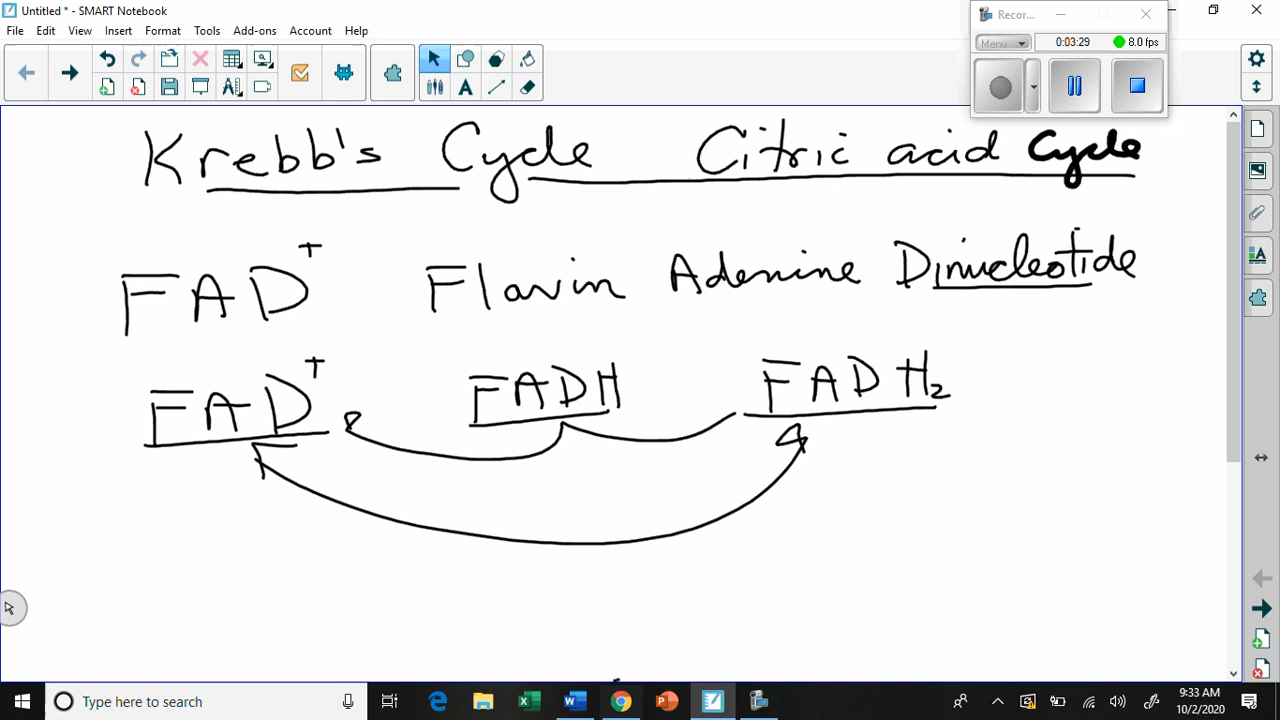 Untitled * - SMART Notebook
Recor...
File Edit View Insert Format Tools Add-ons Account Help
Menu 0:03:29 8.0 fps
Krebb's Cycle Citric acid Cycle
FAD+ Flavin Adenine Dinucleotide
FAD+ FADH FADH2
Type here to search
9:33 AM
10/2/2020